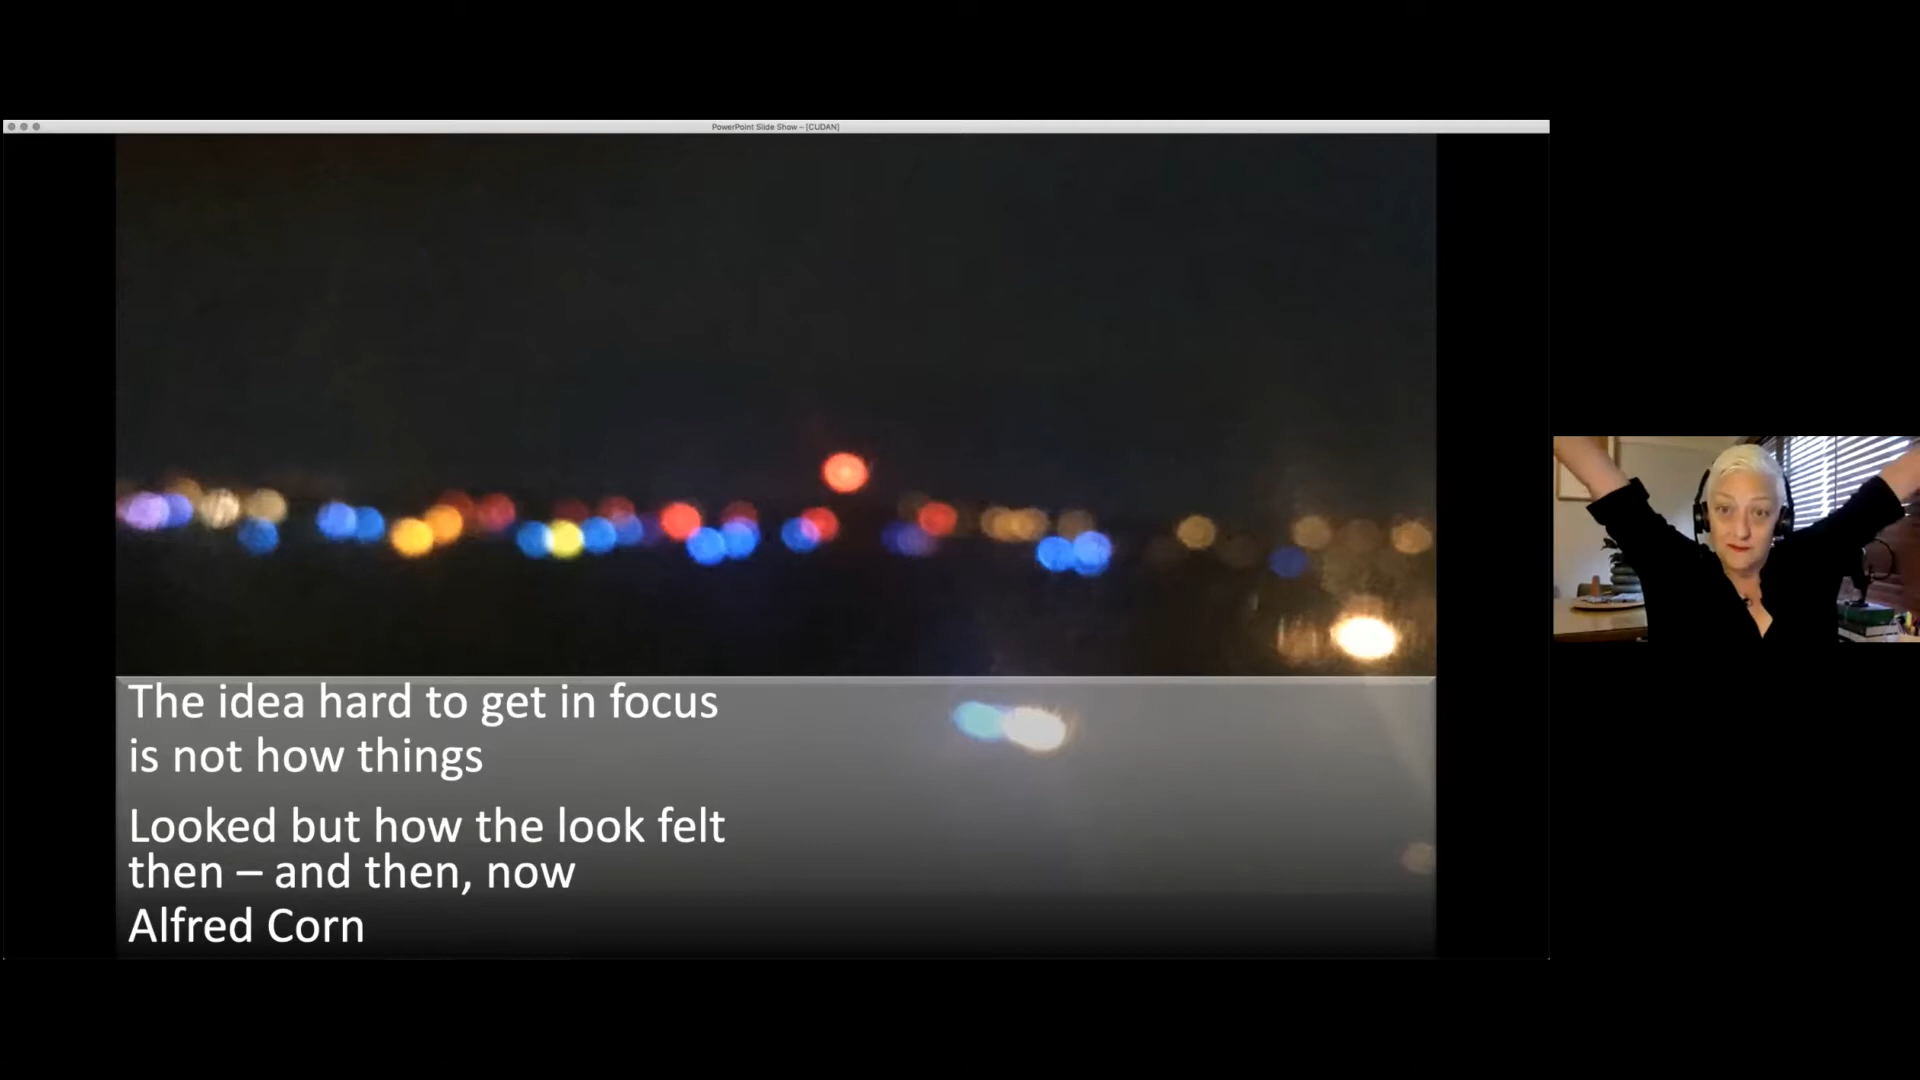 PowerPoint Slide Show – [CUDAN]
The idea hard to get in focus
is not how things
Looked but how the look felt
then – and then, now
Alfred Corn